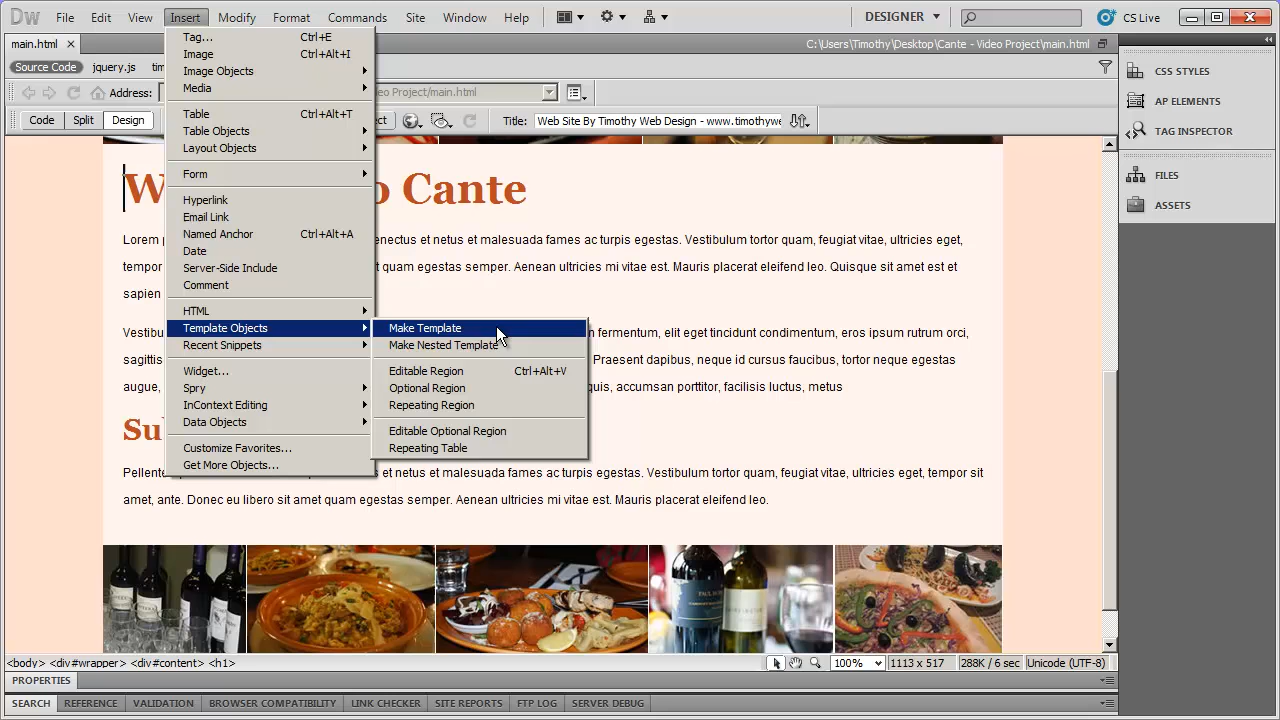 Dw File Edit View Insert Modify Format Commands Site Window Help DESIGNER CS Live
main.html C:\Users\Timothy\Desktop\Cante - Video Project\main.html
Source Code jquery.js tim
Address: eo Project/main.html
Code Split Design Title: Web Site By Timothy Web Design - www.timothywe
Tag... Ctrl+E
Image Ctrl+Alt+I
Image Objects
Media
Table Ctrl+Alt+T
Table Objects
Layout Objects
Form
Hyperlink
Email Link
Named Anchor Ctrl+Alt+A
Date
Server-Side Include
Comment
HTML
Template Objects
Recent Snippets
Widget...
Spry
InContext Editing
Data Objects
Customize Favorites...
Get More Objects...
Make Template
Make Nested Template
Editable Region Ctrl+Alt+V
Optional Region
Repeating Region
Editable Optional Region
Repeating Table
W o Cante
Lorem enectus et netus et malesuada fames ac turpis egestas. Vestibulum tortor quam, feugiat vitae, ultricies eget,
tempor quam egestas semper. Aenean ultricies mi vitae est. Mauris placerat eleifend leo. Quisque sit amet est et
sapien
Vestibu n fermentum, elit eget tincidunt condimentum, eros ipsum rutrum orci,
sagittis Praesent dapibus, neque id cursus faucibus, tortor neque egestas
augue, quis, accumsan porttitor, facilisis luctus, metus
Su
Pellente et netus et malesuada fames ac turpis egestas. Vestibulum tortor quam, feugiat vitae, ultricies eget, tempor sit
amet, ante. Donec eu libero sit amet quam egestas semper. Aenean ultricies mi vitae est. Mauris placerat eleifend leo.
CSS STYLES
AP ELEMENTS
TAG INSPECTOR
FILES
ASSETS
<body> <div#wrapper> <div#content> <h1> 100% 1113 x 517 288K / 6 sec Unicode (UTF-8)
PROPERTIES
SEARCH REFERENCE VALIDATION BROWSER COMPATIBILITY LINK CHECKER SITE REPORTS FTP LOG SERVER DEBUG